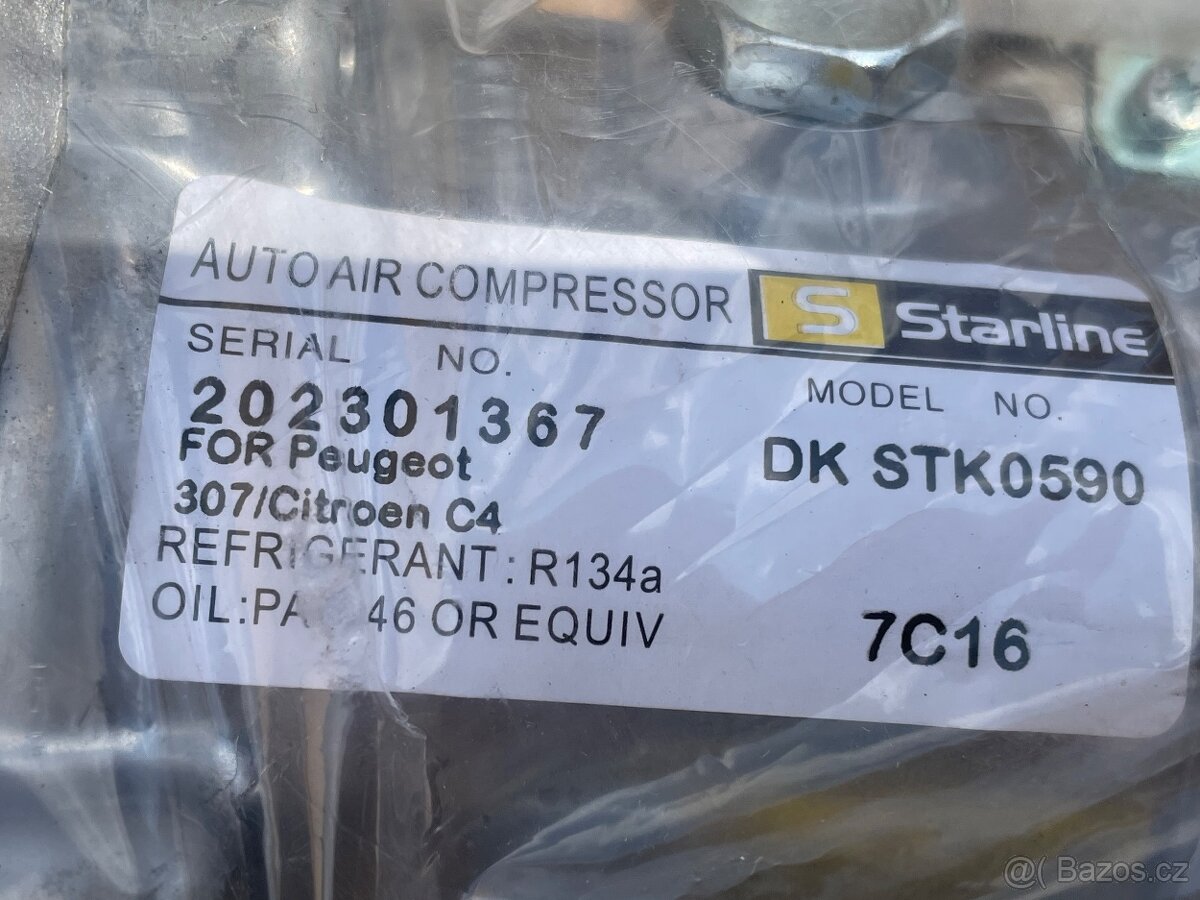 AUTO AIR COMPRESSOR
S Starline
SERIAL NO.
202301367
MODEL NO.
DK STK0590
FOR Peugeot
307/Citroen C4
REFRIGERANT: R134a
OIL: 46 OR EQUIV
7C16
@( Bazos.cz